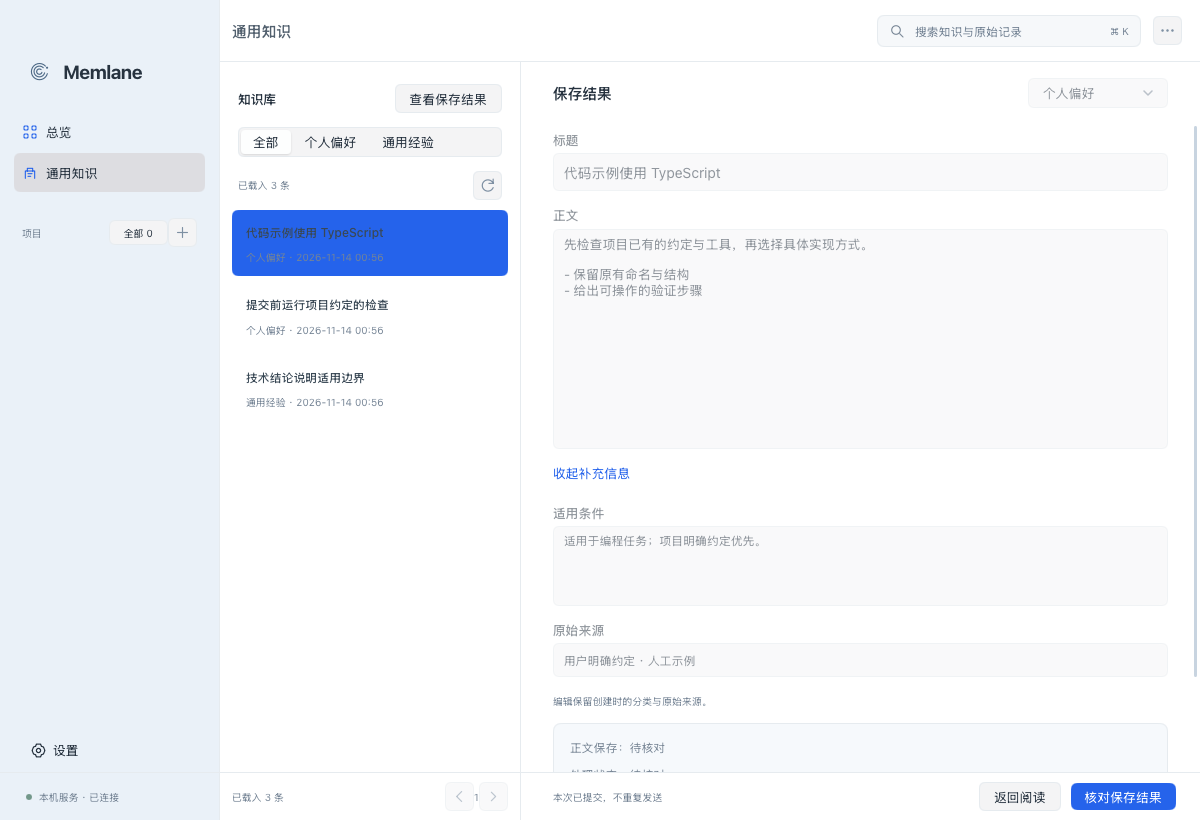 Memlane
总览
通用知识
项目
全部 0
设置
本机服务 · 已连接
通用知识
搜索知识与原始记录
⌘ K
知识库
查看保存结果
全部
个人偏好
通用经验
已载入 3 条
代码示例使用 TypeScript
个人偏好 · 2026-11-14 00:56
提交前运行项目约定的检查
个人偏好 · 2026-11-14 00:56
技术结论说明适用边界
通用经验 · 2026-11-14 00:56
已载入 3 条
1
保存结果
个人偏好
标题
代码示例使用 TypeScript
正文
先检查项目已有的约定与工具，再选择具体实现方式。
- 保留原有命名与结构
- 给出可操作的验证步骤
收起补充信息
适用条件
适用于编程任务；项目明确约定优先。
原始来源
用户明确约定 · 人工示例
编辑保留创建时的分类与原始来源。
正文保存：待核对
本次已提交，不重复发送
返回阅读
核对保存结果